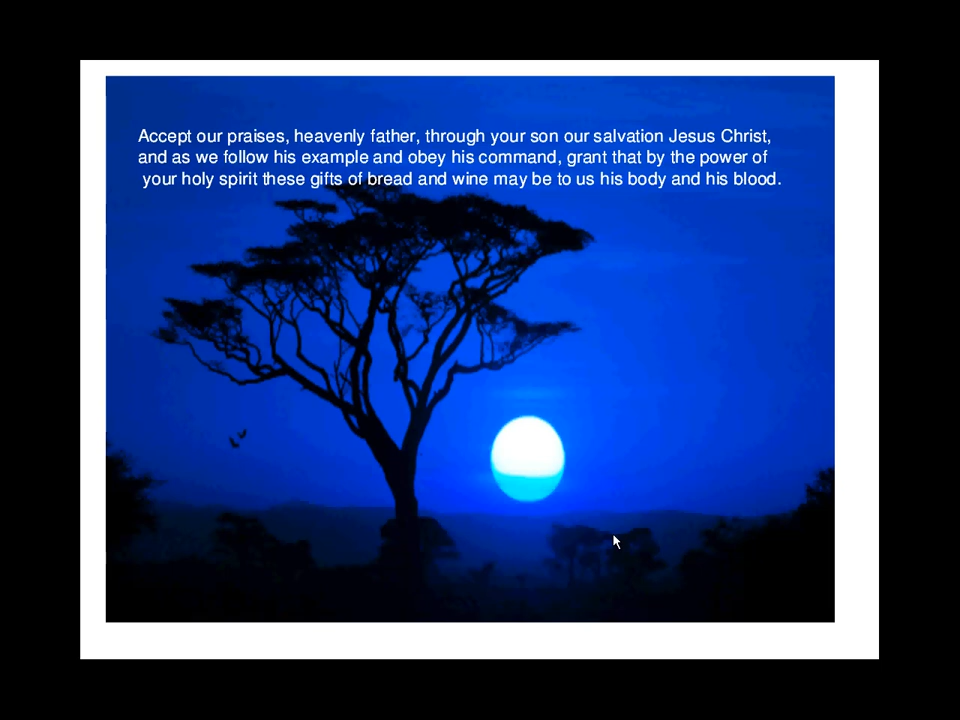 Accept our praises, heavenly father, through your son our salvation Jesus Christ,
and as we follow his example and obey his command, grant that by the power of
your holy spirit these gifts of bread and wine may be to us his body and his blood.